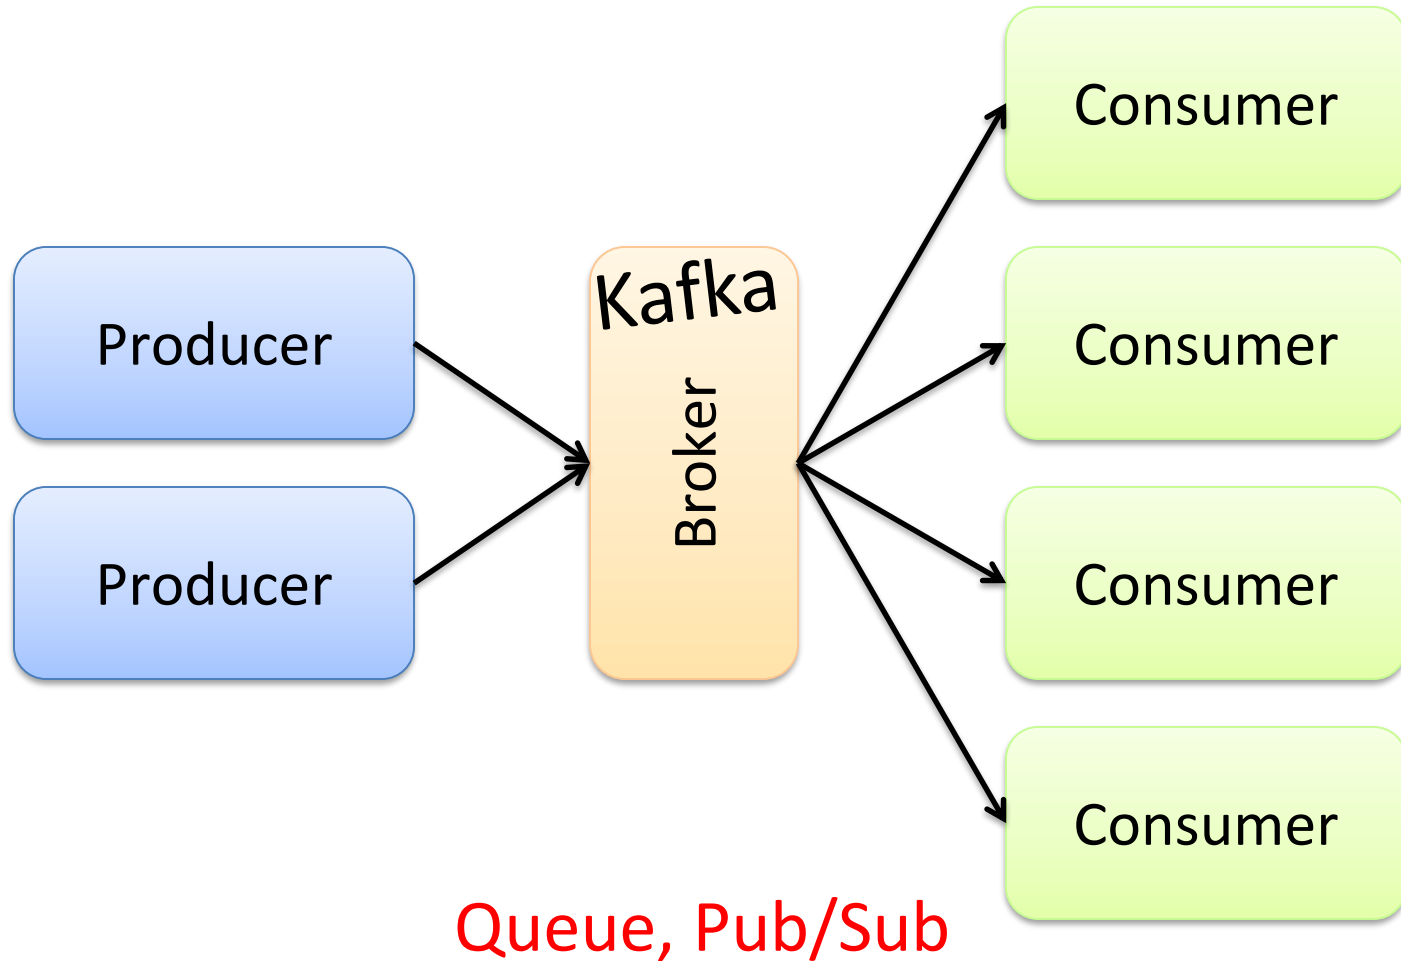 Producer
Producer
Kafka
Broker
Consumer
Consumer
Consumer
Consumer
Queue, Pub/Sub